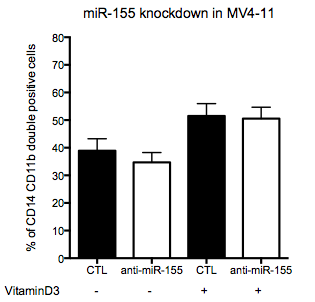 miR-155 knockdown in MV4-11
% of CD14 CD11b double positive cells
80
70
60
50
40
30
20
10
0
CTL anti-miR-155 CTL anti-miR-155
VitaminD3 - - + +